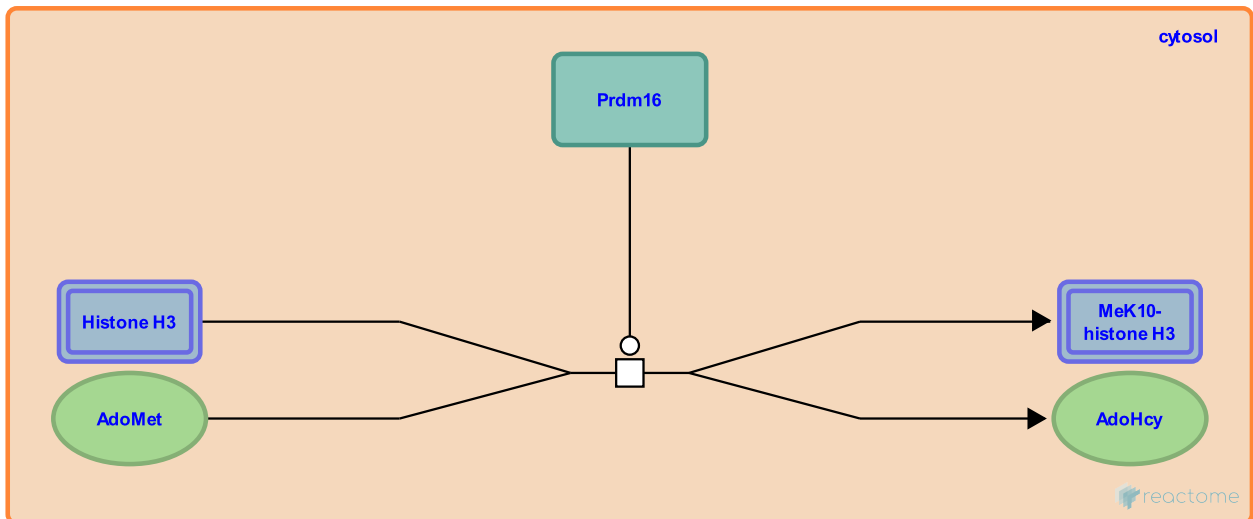 cytosol
Prdm16
Histone H3
MeK10-
histone H3
AdoMet
AdoHcy
reactome